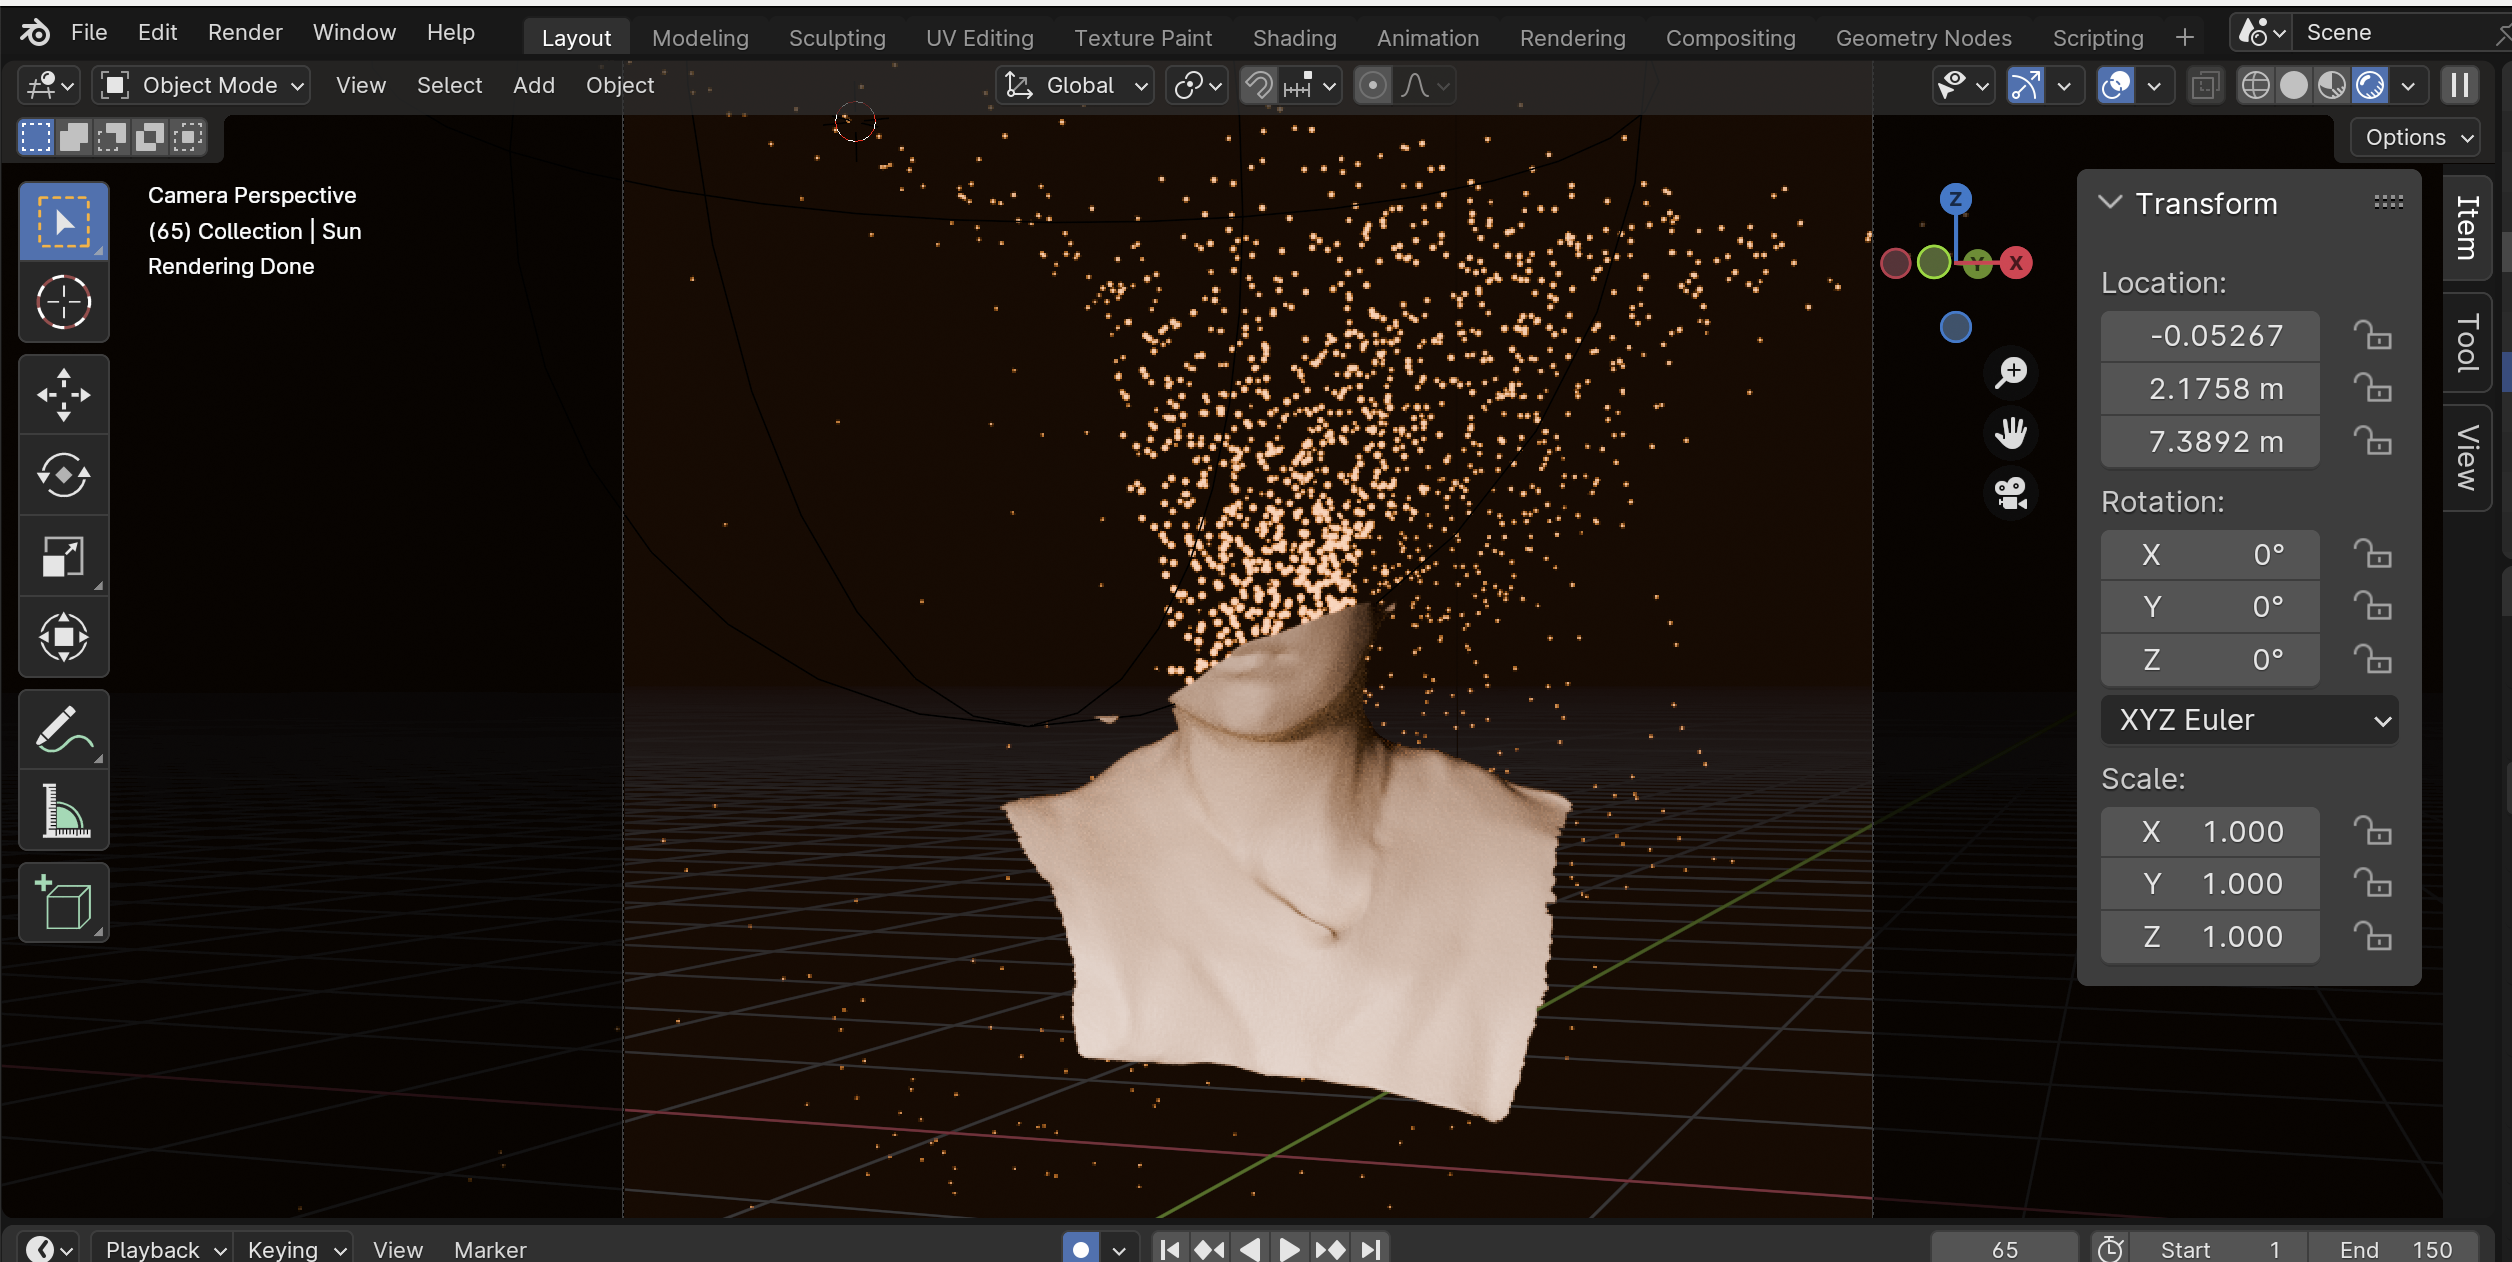 File Edit Render Window Help Layout Modeling Sculpting UV Editing Texture Paint Shading Animation Rendering Compositing Geometry Nodes Scripting + Scene
Object Mode View Select Add Object Global
Options
Camera Perspective
(65) Collection | Sun
Rendering Done
Z
Y
X
Transform
Location:
-0.05267
2.1758 m
7.3892 m
Rotation:
X 0°
Y 0°
Z 0°
XYZ Euler
Scale:
X 1.000
Y 1.000
Z 1.000
Item
Tool
View
Playback Keying View Marker 65 Start 1 End 150